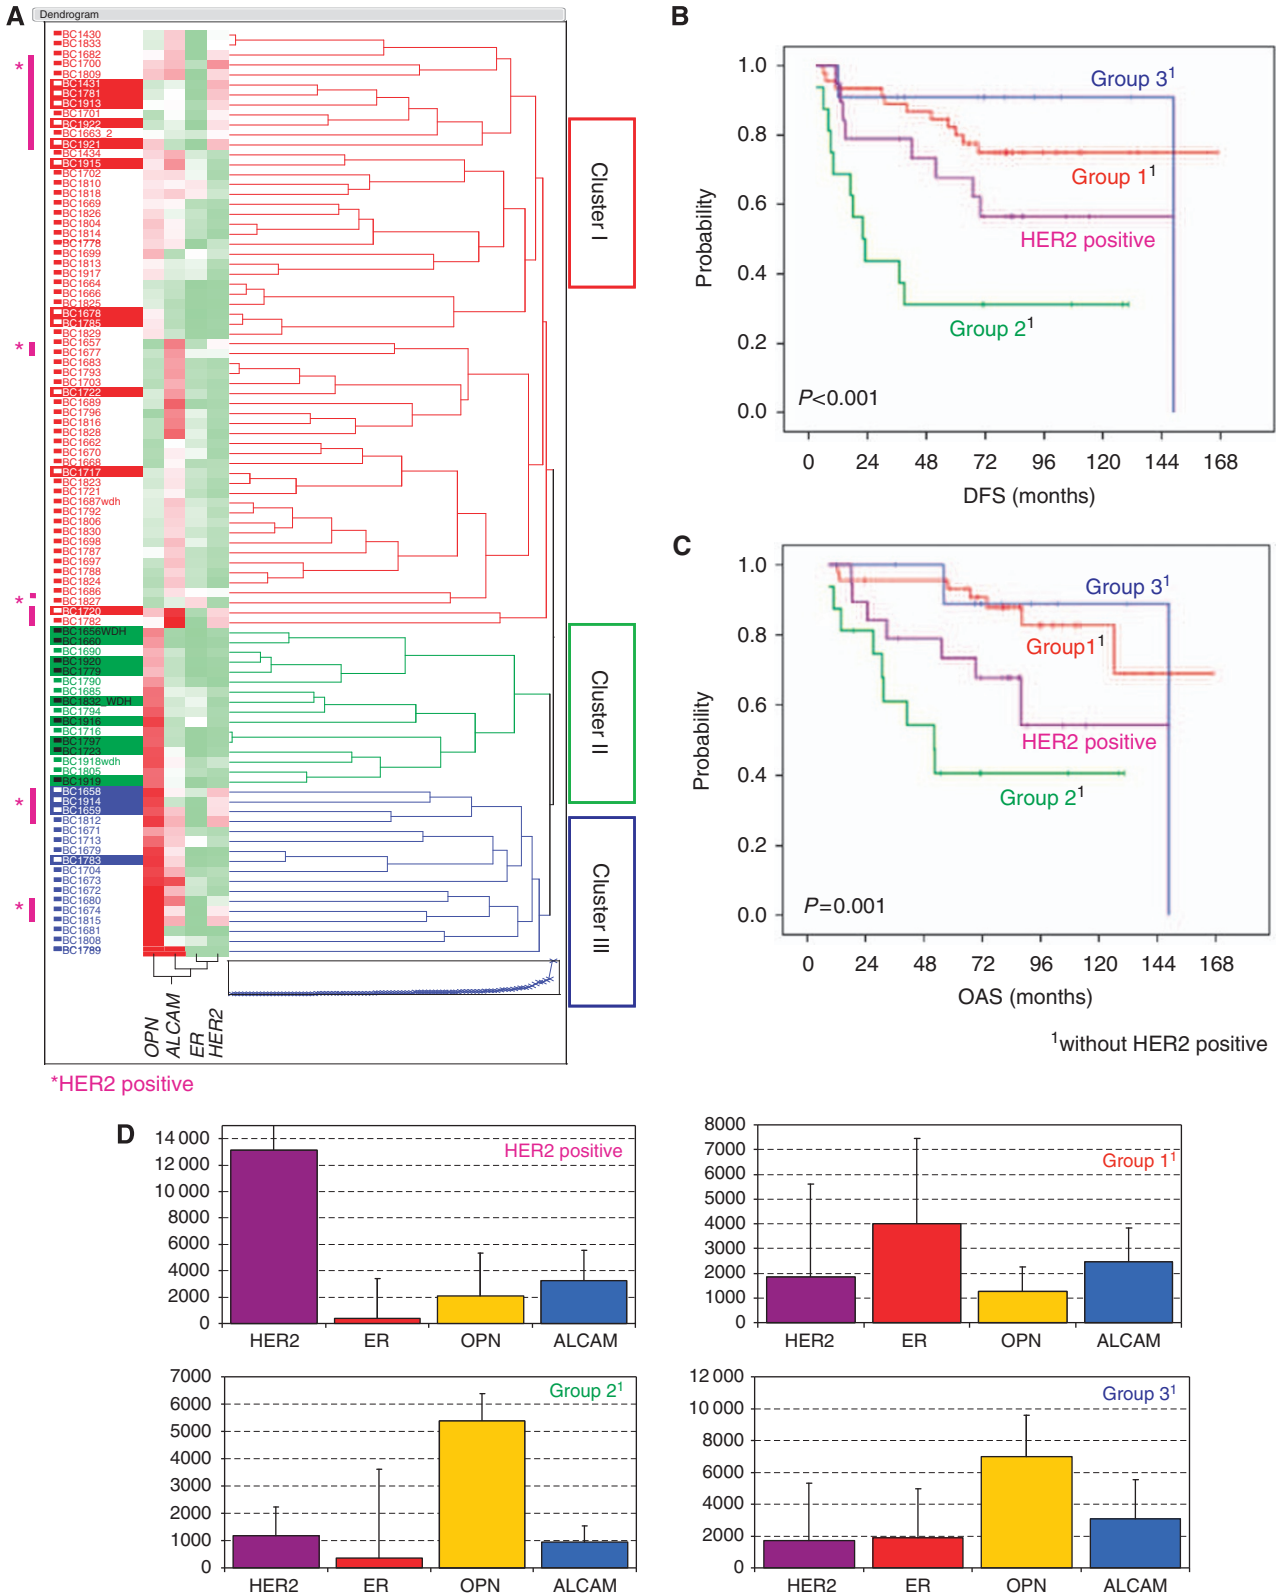 A
Dendrogram
BC1430
BC1833
BC1682
BC1700
BC1809
BC1431
BC1781
BC1913
BC1701
BC1922
BC1663_2
BC1921
BC1434
BC1915
BC1702
BC1810
BC1818
BC1669
BC1826
BC1804
BC1814
BC1778
BC1699
BC1813
BC1917
BC1664
BC1666
BC1825
BC1678
BC1785
BC1829
BC1657
BC1677
BC1683
BC1793
BC1703
BC1722
BC1689
BC1796
BC1816
BC1828
BC1662
BC1670
BC1668
BC1717
BC1823
BC1721
BC1687wdh
BC1792
BC1806
BC1830
BC1698
BC1787
BC1697
BC1788
BC1824
BC1686
BC1827
BC1720
BC1782
BC1656WDH
BC1660
BC1690
BC1920
BC1779
BC1790
BC1685
BC1832_WDH
BC1794
BC1916
BC1716
BC1797
BC1723
BC1918wdh
BC1805
BC1919
BC1658
BC1914
BC1659
BC1812
BC1671
BC1713
BC1679
BC1783
BC1704
BC1673
BC1672
BC1680
BC1674
BC1815
BC1681
BC1808
BC1789
*
*
*
*
*
Cluster I
Cluster II
Cluster III
OPN
ALCAM
ER
HER2
*HER2 positive
B
Probability
1.0
0.8
0.6
0.4
0.2
0.0
Group 3¹
Group 1¹
HER2 positive
Group 2¹
P<0.001
0 24 48 72 96 120 144 168
DFS (months)
C
Probability
1.0
0.8
0.6
0.4
0.2
0.0
Group 3¹
Group1¹
HER2 positive
Group 2¹
P=0.001
0 24 48 72 96 120 144 168
OAS (months)
¹without HER2 positive
D
HER2 positive
14 000
12 000
10 000
8000
6000
4000
2000
0
HER2 ER OPN ALCAM
Group 1¹
8000
7000
6000
5000
4000
3000
2000
1000
0
HER2 ER OPN ALCAM
Group 2¹
7000
6000
5000
4000
3000
2000
1000
0
HER2 ER OPN ALCAM
Group 3¹
12 000
10 000
8000
6000
4000
2000
0
HER2 ER OPN ALCAM